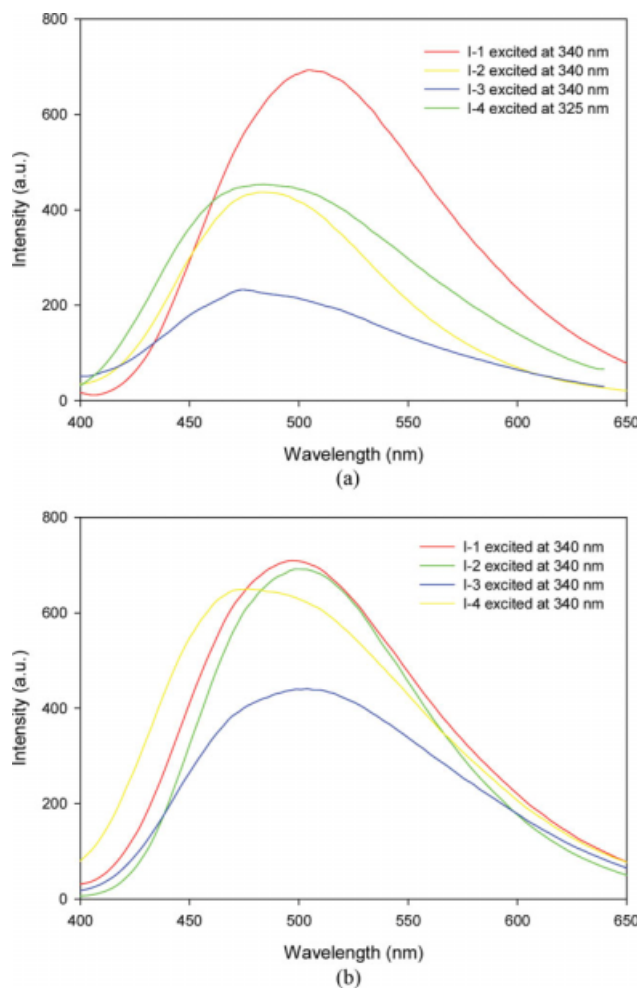 800
600
400
200
0
Intensity (a.u.)
I-1 excited at 340 nm
I-2 excited at 340 nm
I-3 excited at 340 nm
I-4 excited at 325 nm
400 450 500 550 600 650
Wavelength (nm)
(a)
800
600
400
200
0
Intensity (a.u.)
I-1 excited at 340 nm
I-2 excited at 340 nm
I-3 excited at 340 nm
I-4 excited at 340 nm
400 450 500 550 600 650
Wavelength (nm)
(b)